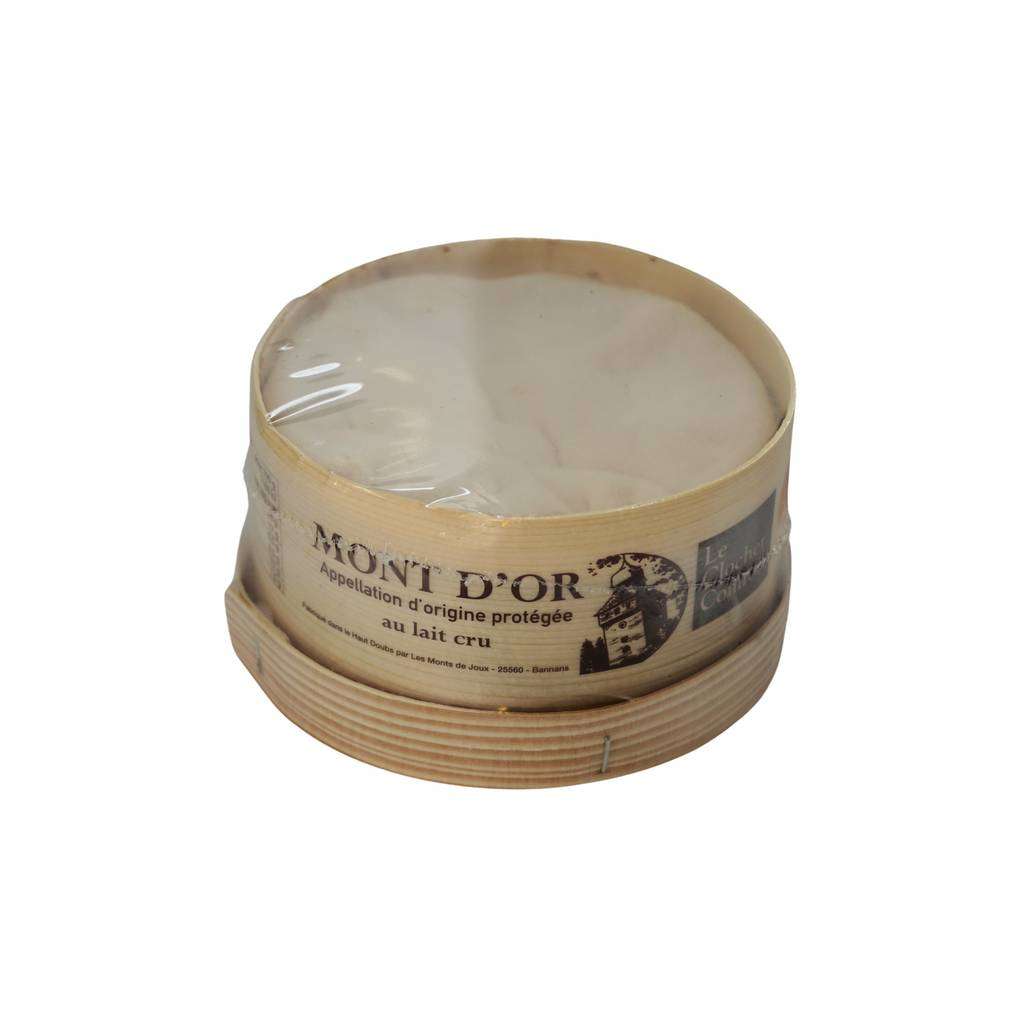 MONT D'OR
Appellation d'origine protégée
au lait cru
Fabriqué dans le Haut Doubs par Les Monts de Joux - 25560 - Bannans
Le
Clocher